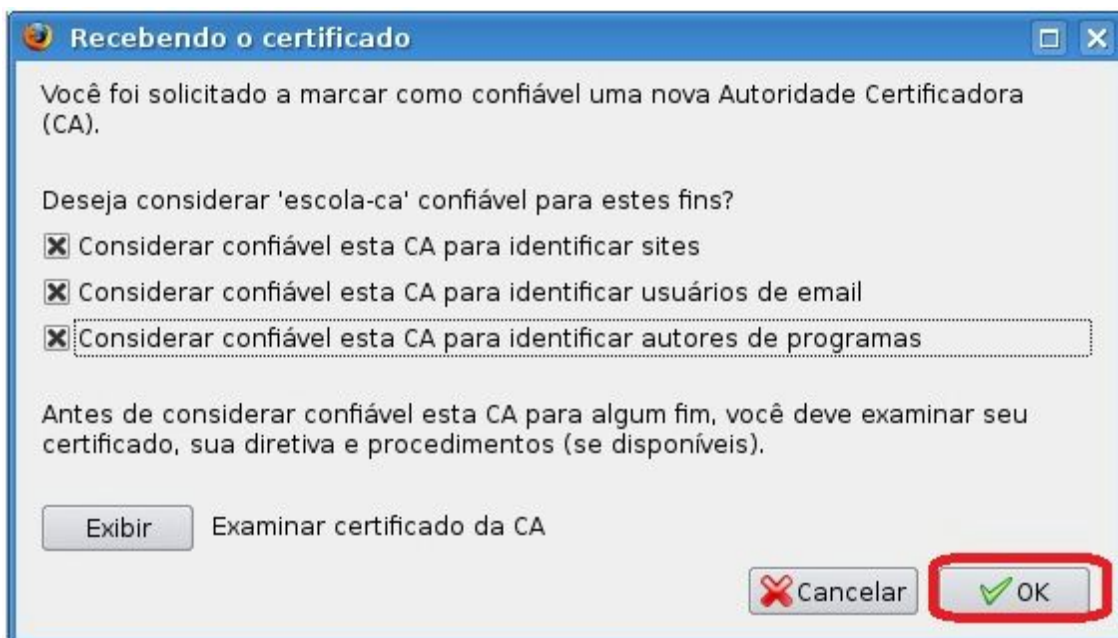 Recebendo o certificado
Você foi solicitado a marcar como confiável uma nova Autoridade Certificadora
(CA).
Deseja considerar 'escola-ca' confiável para estes fins?
Considerar confiável esta CA para identificar sites
Considerar confiável esta CA para identificar usuários de email
Considerar confiável esta CA para identificar autores de programas
Antes de considerar confiável esta CA para algum fim, você deve examinar seu
certificado, sua diretiva e procedimentos (se disponíveis).
Exibir Examinar certificado da CA
Cancelar OK